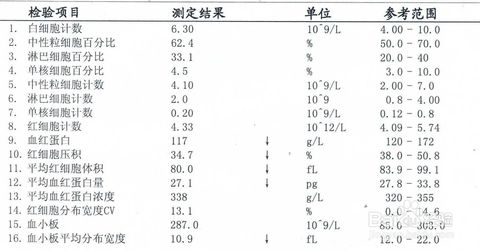 检验项目 测定结果 单位 参考范围
1. 白细胞计数 6.30 10^9/L 4.00 - 10.0
2. 中性粒细胞百分比 62.4 % 50.0 - 70.0
3. 淋巴细胞百分比 33.1 % 20.0 - 40
4. 单核细胞百分比 4.5 % 3.0 - 10.0
5. 中性粒细胞计数 4.10 10^9/L 2.00 - 7.0
6. 淋巴细胞计数 2.0 10^9 0.8 - 4.00
7. 单核细胞计数 0.20 10^9/L 0.12 - 0.8
8. 红细胞计数 4.33 10^12/L 4.09 - 5.74
9. 血红蛋白 117 ↓ g/L 120 - 172
10. 红细胞压积 34.7 ↓ % 38.0 - 50.8
11. 平均红细胞体积 80.0 ↓ fL 83.9 - 99.1
12. 平均血红蛋白量 27.1 ↓ pg 27.8 - 33.8
13. 平均血红蛋白浓度 338 g/L 320 - 355
14. 红细胞分布宽度CV 13.1 % 0.0 - 14.6
15. 血小板 287.0 10^9/L 85.0 - 303.0
16. 血小板平均分布宽度 10.9 ↓ fL 12.0 - 22.0